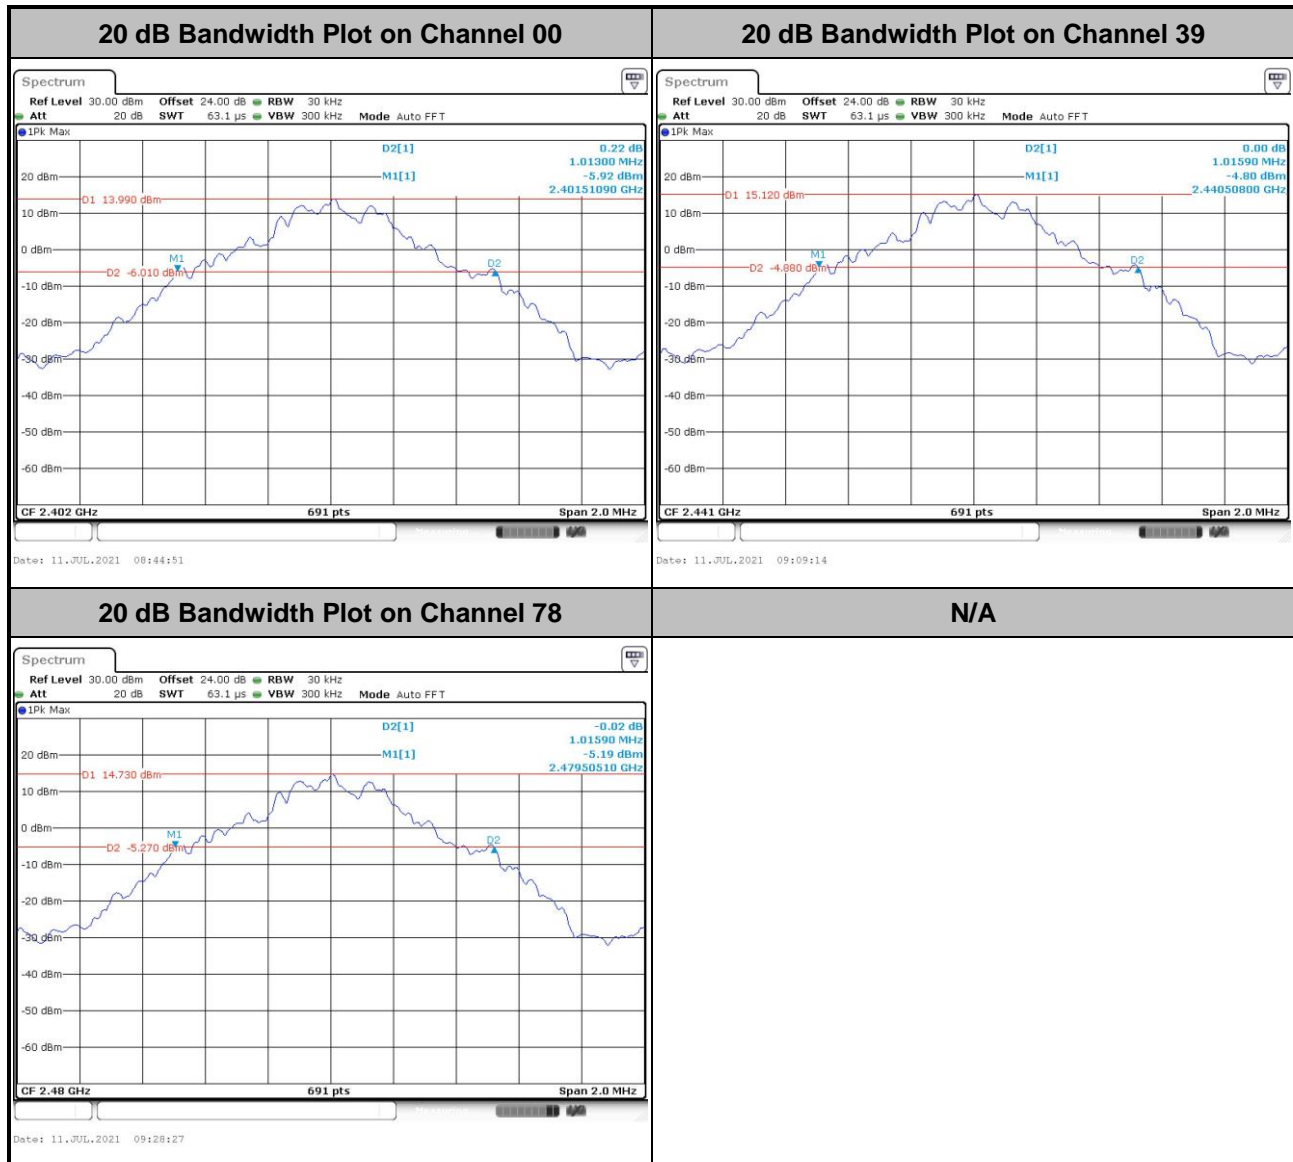 20 dB Bandwidth Plot on Channel 00
Spectrum
Ref Level 30.00 dBm Offset 24.00 dB RBW 30 kHz
Att 20 dB SWT 63.1 µs VBW 300 kHz Mode Auto FFT
1Pk Max
D2[1] 0.22 dB
1.01300 MHz
M1[1] -5.92 dBm
2.40151090 GHz
20 dBm
D1 13.990 dBm
10 dBm
0 dBm
M1
D2
D2 -6.010 dBm
-10 dBm
-20 dBm
-30 dBm
-40 dBm
-50 dBm
-60 dBm
CF 2.402 GHz 691 pts Span 2.0 MHz
Date: 11.JUL.2021 08:44:51
20 dB Bandwidth Plot on Channel 39
Spectrum
Ref Level 30.00 dBm Offset 24.00 dB RBW 30 kHz
Att 20 dB SWT 63.1 µs VBW 300 kHz Mode Auto FFT
1Pk Max
D2[1] 0.00 dB
1.01590 MHz
M1[1] -4.80 dBm
2.44050800 GHz
20 dBm
D1 15.120 dBm
10 dBm
0 dBm
M1
D2
D2 -4.880 dBm
-10 dBm
-20 dBm
-30 dBm
-40 dBm
-50 dBm
-60 dBm
CF 2.441 GHz 691 pts Span 2.0 MHz
Date: 11.JUL.2021 09:09:14
20 dB Bandwidth Plot on Channel 78
Spectrum
Ref Level 30.00 dBm Offset 24.00 dB RBW 30 kHz
Att 20 dB SWT 63.1 µs VBW 300 kHz Mode Auto FFT
1Pk Max
D2[1] -0.02 dB
1.01590 MHz
M1[1] -5.19 dBm
2.47950510 GHz
20 dBm
D1 14.730 dBm
10 dBm
0 dBm
M1
D2
D2 -5.270 dBm
-10 dBm
-20 dBm
-30 dBm
-40 dBm
-50 dBm
-60 dBm
CF 2.48 GHz 691 pts Span 2.0 MHz
Date: 11.JUL.2021 09:28:27
N/A